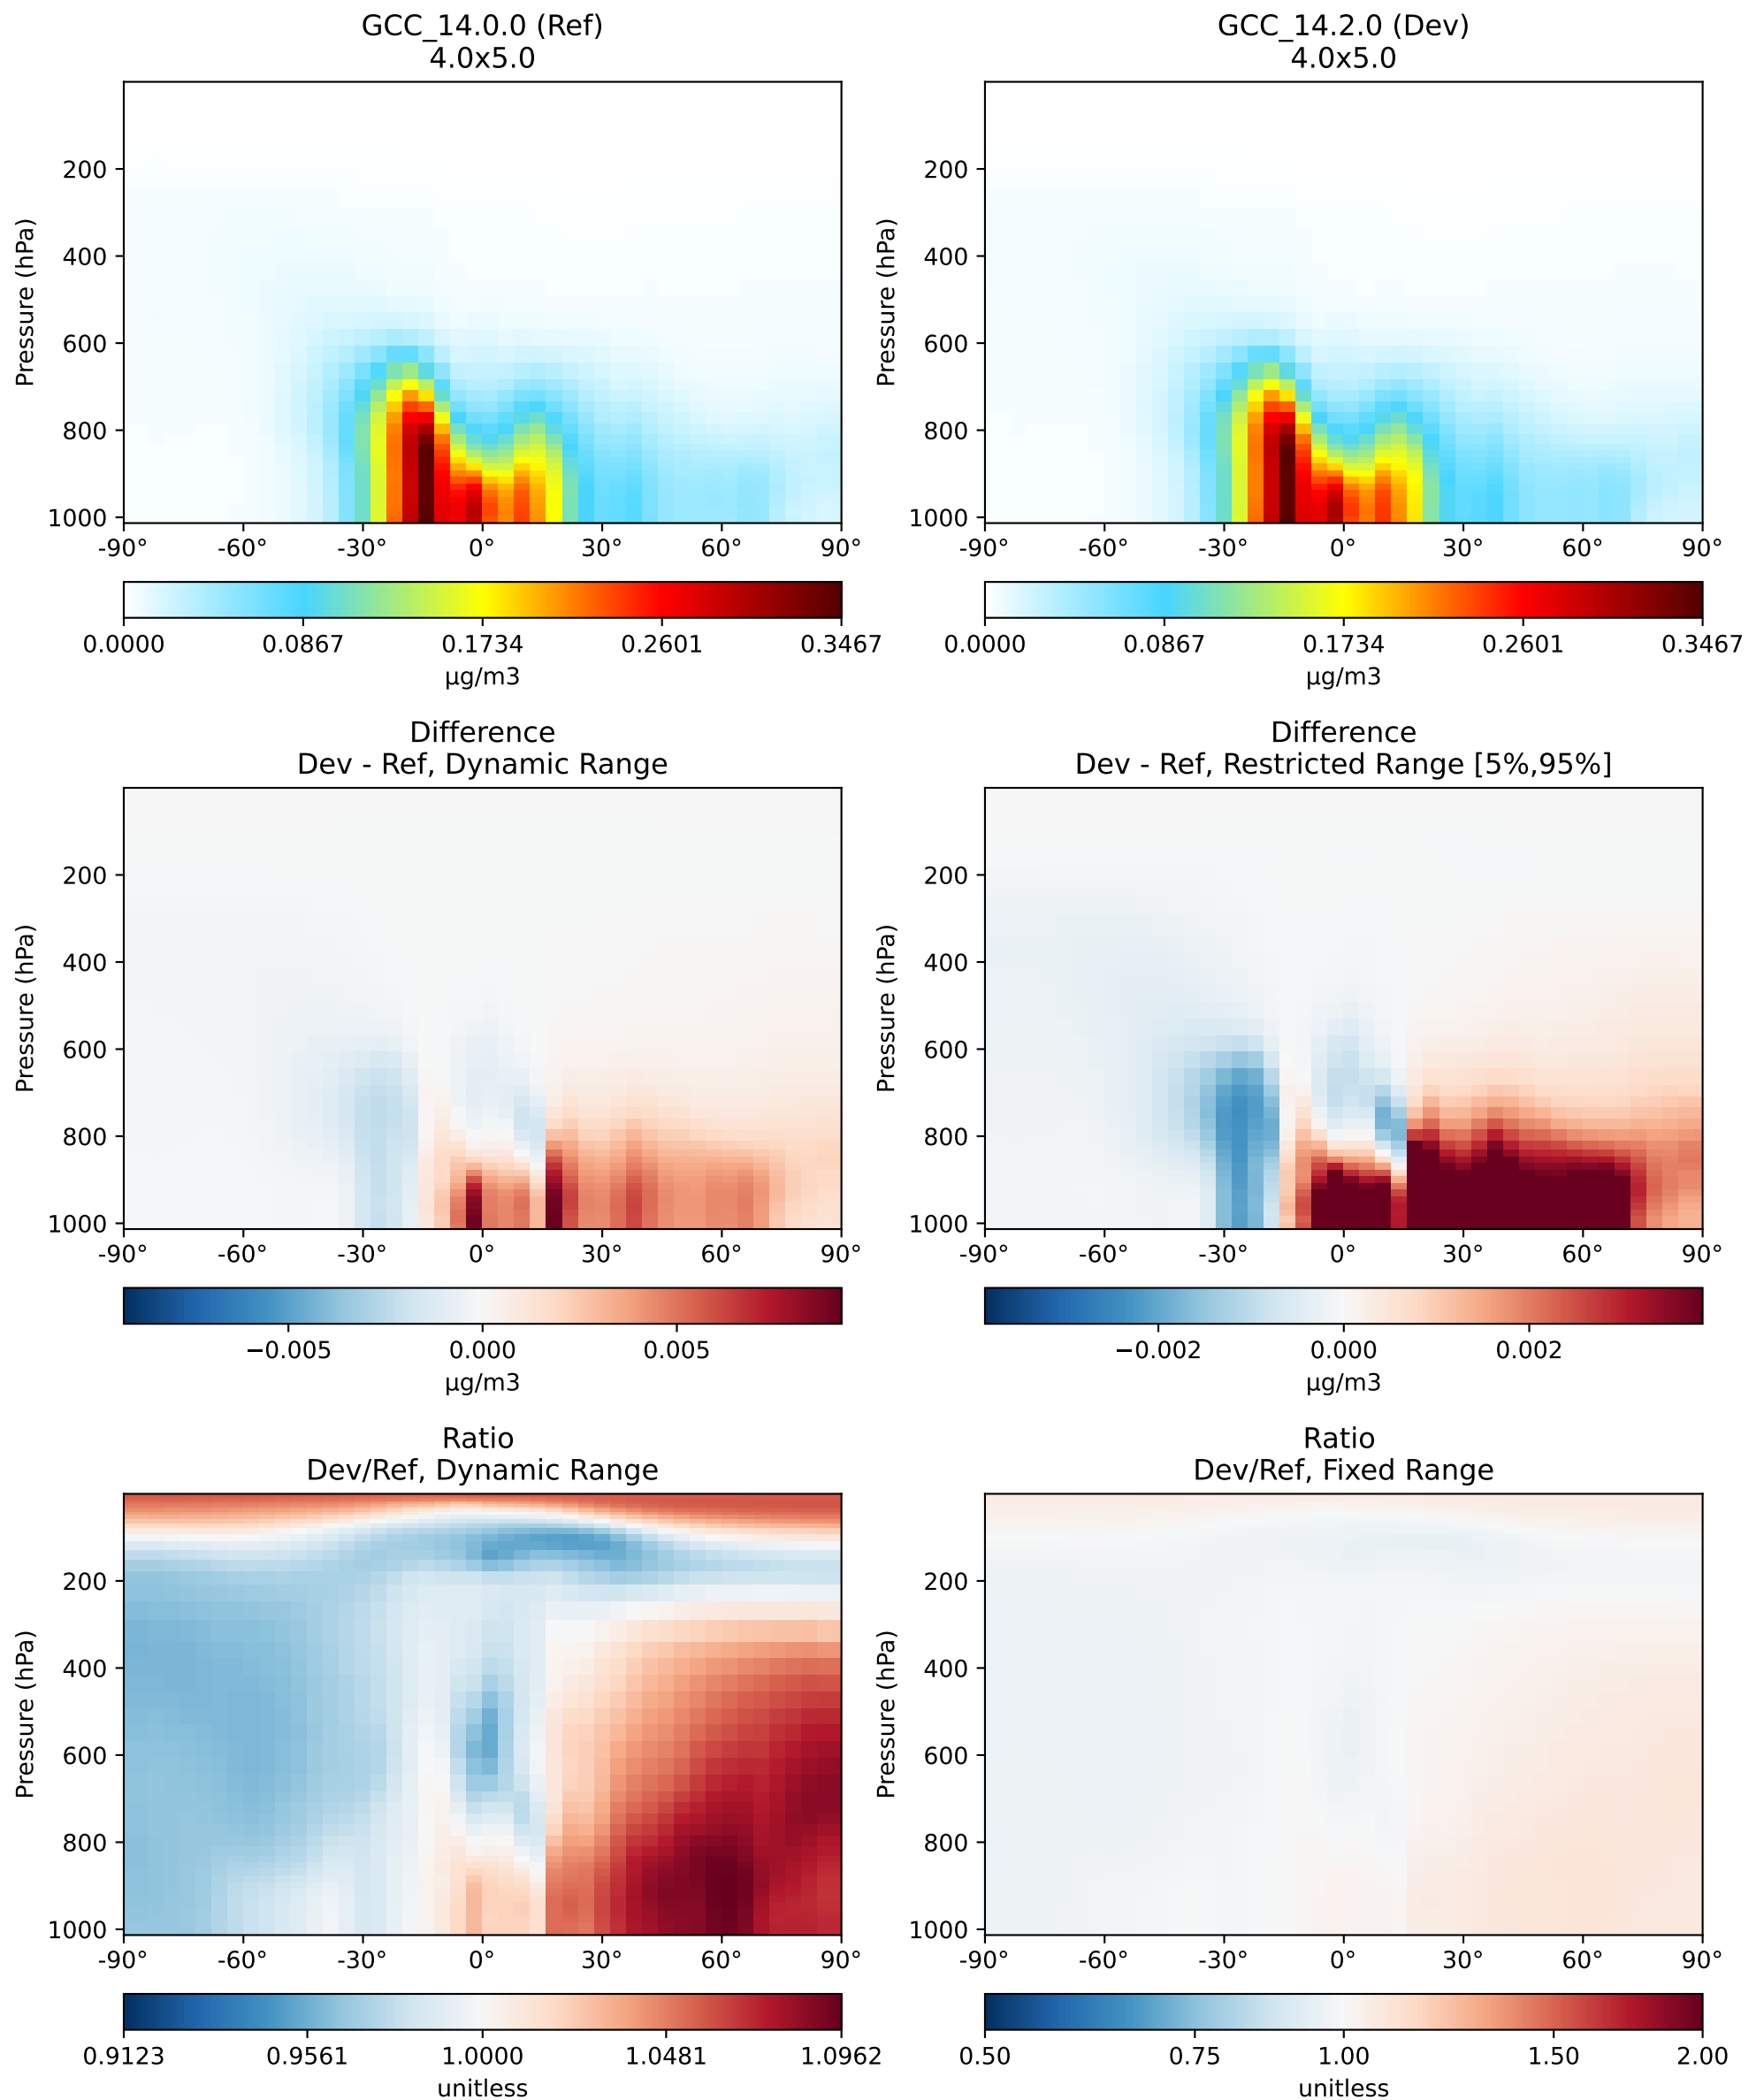 GCC_14.0.0 (Ref)
4.0x5.0
Pressure (hPa)
200
400
600
800
1000
-90° -60° -30° 0° 30° 60° 90°
0.0000 0.0867 0.1734 0.2601 0.3467
μg/m3
GCC_14.2.0 (Dev)
4.0x5.0
Pressure (hPa)
200
400
600
800
1000
-90° -60° -30° 0° 30° 60° 90°
0.0000 0.0867 0.1734 0.2601 0.3467
μg/m3
Difference
Dev - Ref, Dynamic Range
Pressure (hPa)
200
400
600
800
1000
-90° -60° -30° 0° 30° 60° 90°
−0.005 0.000 0.005
μg/m3
Difference
Dev - Ref, Restricted Range [5%,95%]
Pressure (hPa)
200
400
600
800
1000
-90° -60° -30° 0° 30° 60° 90°
−0.002 0.000 0.002
μg/m3
Ratio
Dev/Ref, Dynamic Range
Pressure (hPa)
200
400
600
800
1000
-90° -60° -30° 0° 30° 60° 90°
0.9123 0.9561 1.0000 1.0481 1.0962
unitless
Ratio
Dev/Ref, Fixed Range
Pressure (hPa)
200
400
600
800
1000
-90° -60° -30° 0° 30° 60° 90°
0.50 0.75 1.00 1.50 2.00
unitless